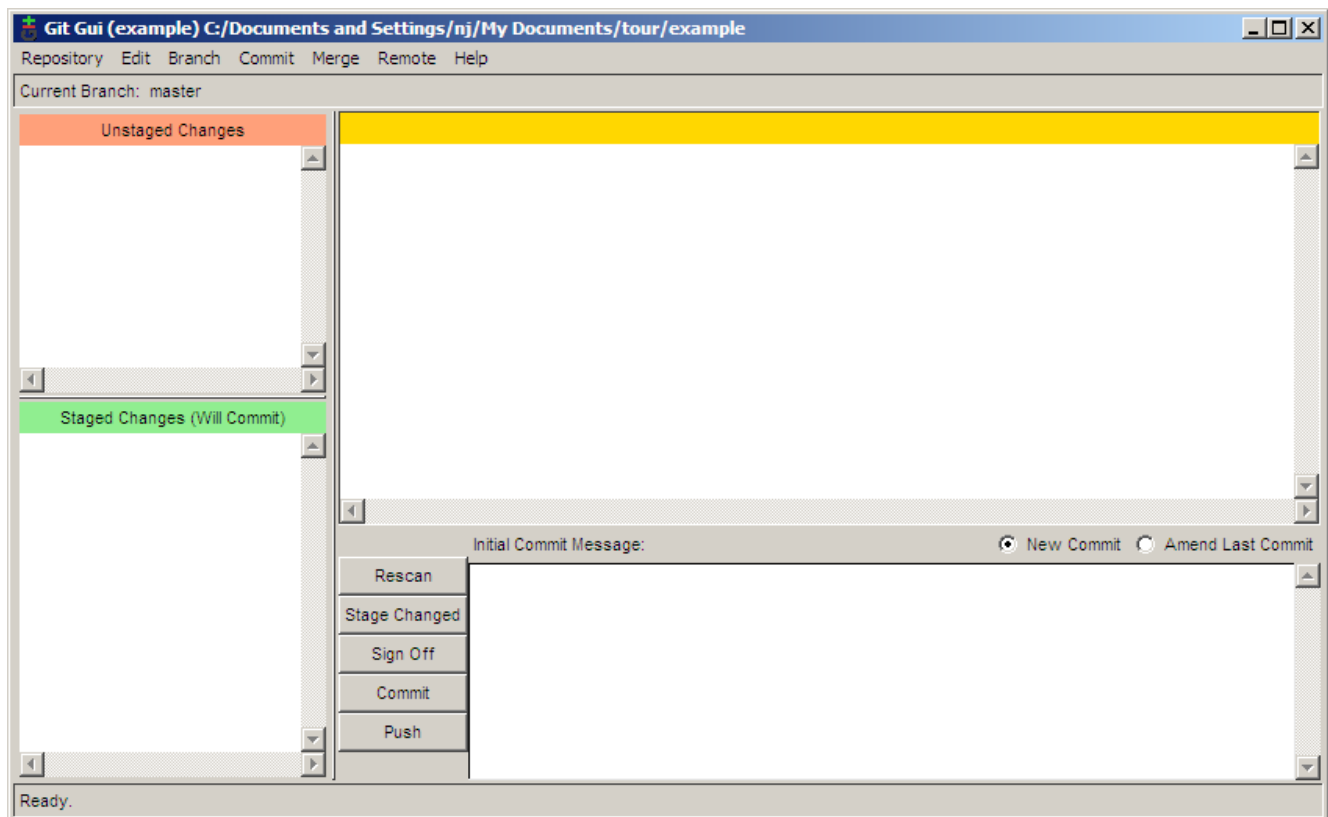 Git Gui (example) C:/Documents and Settings/nj/My Documents/tour/example
Repository Edit Branch Commit Merge Remote Help
Current Branch: master
Unstaged Changes
Staged Changes (Will Commit)
Initial Commit Message:
New Commit
Amend Last Commit
Rescan
Stage Changed
Sign Off
Commit
Push
Ready.